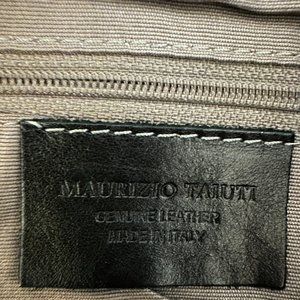 MAURIZIO TAIUTI
GENUINE LEATHER
MADE IN ITALY